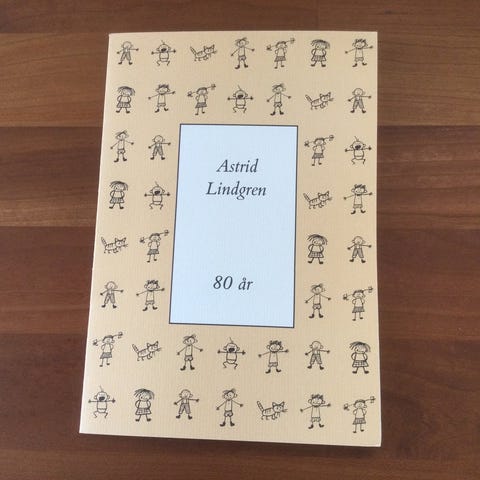 Astrid
Lindgren
80 år